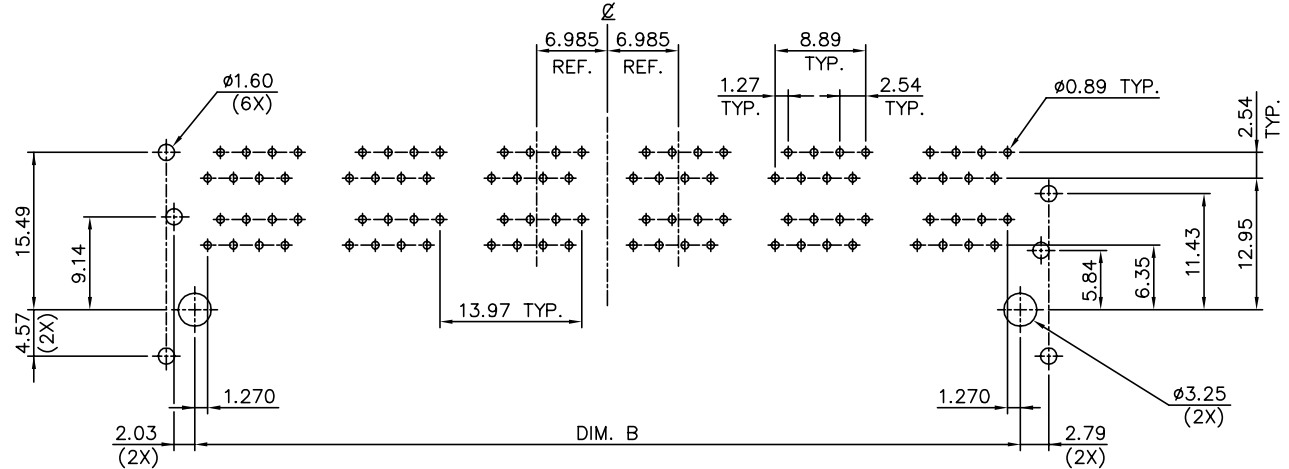 ℄
6.985
6.985
8.89
REF.
REF.
TYP.
ø1.60
(6X)
1.27
TYP.
2.54
TYP.
ø0.89 TYP.
2.54
TYP.
15.49
9.14
4.57
(2X)
13.97 TYP.
5.84
6.35
11.43
12.95
1.270
1.270
ø3.25
(2X)
2.03
(2X)
DIM. B
2.79
(2X)